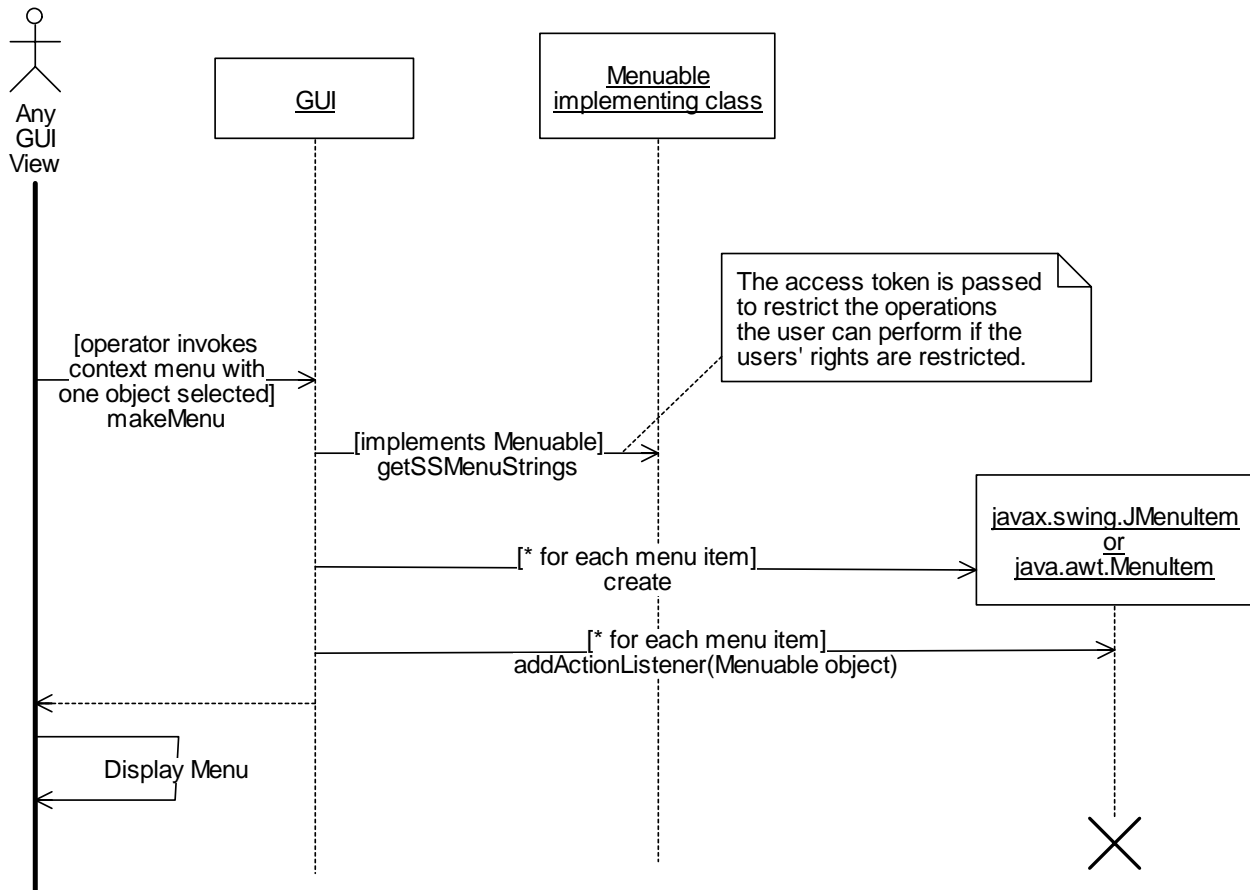 Any
GUI
View
GUI
Menuable
implementing class
The access token is passed
to restrict the operations
the user can perform if the
users' rights are restricted.
[operator invokes
context menu with
one object selected]
makeMenu
[implements Menuable]
getSSMenuStrings
javax.swing.JMenuItem
or
java.awt.MenuItem
[* for each menu item]
create
[* for each menu item]
addActionListener(Menuable object)
Display Menu